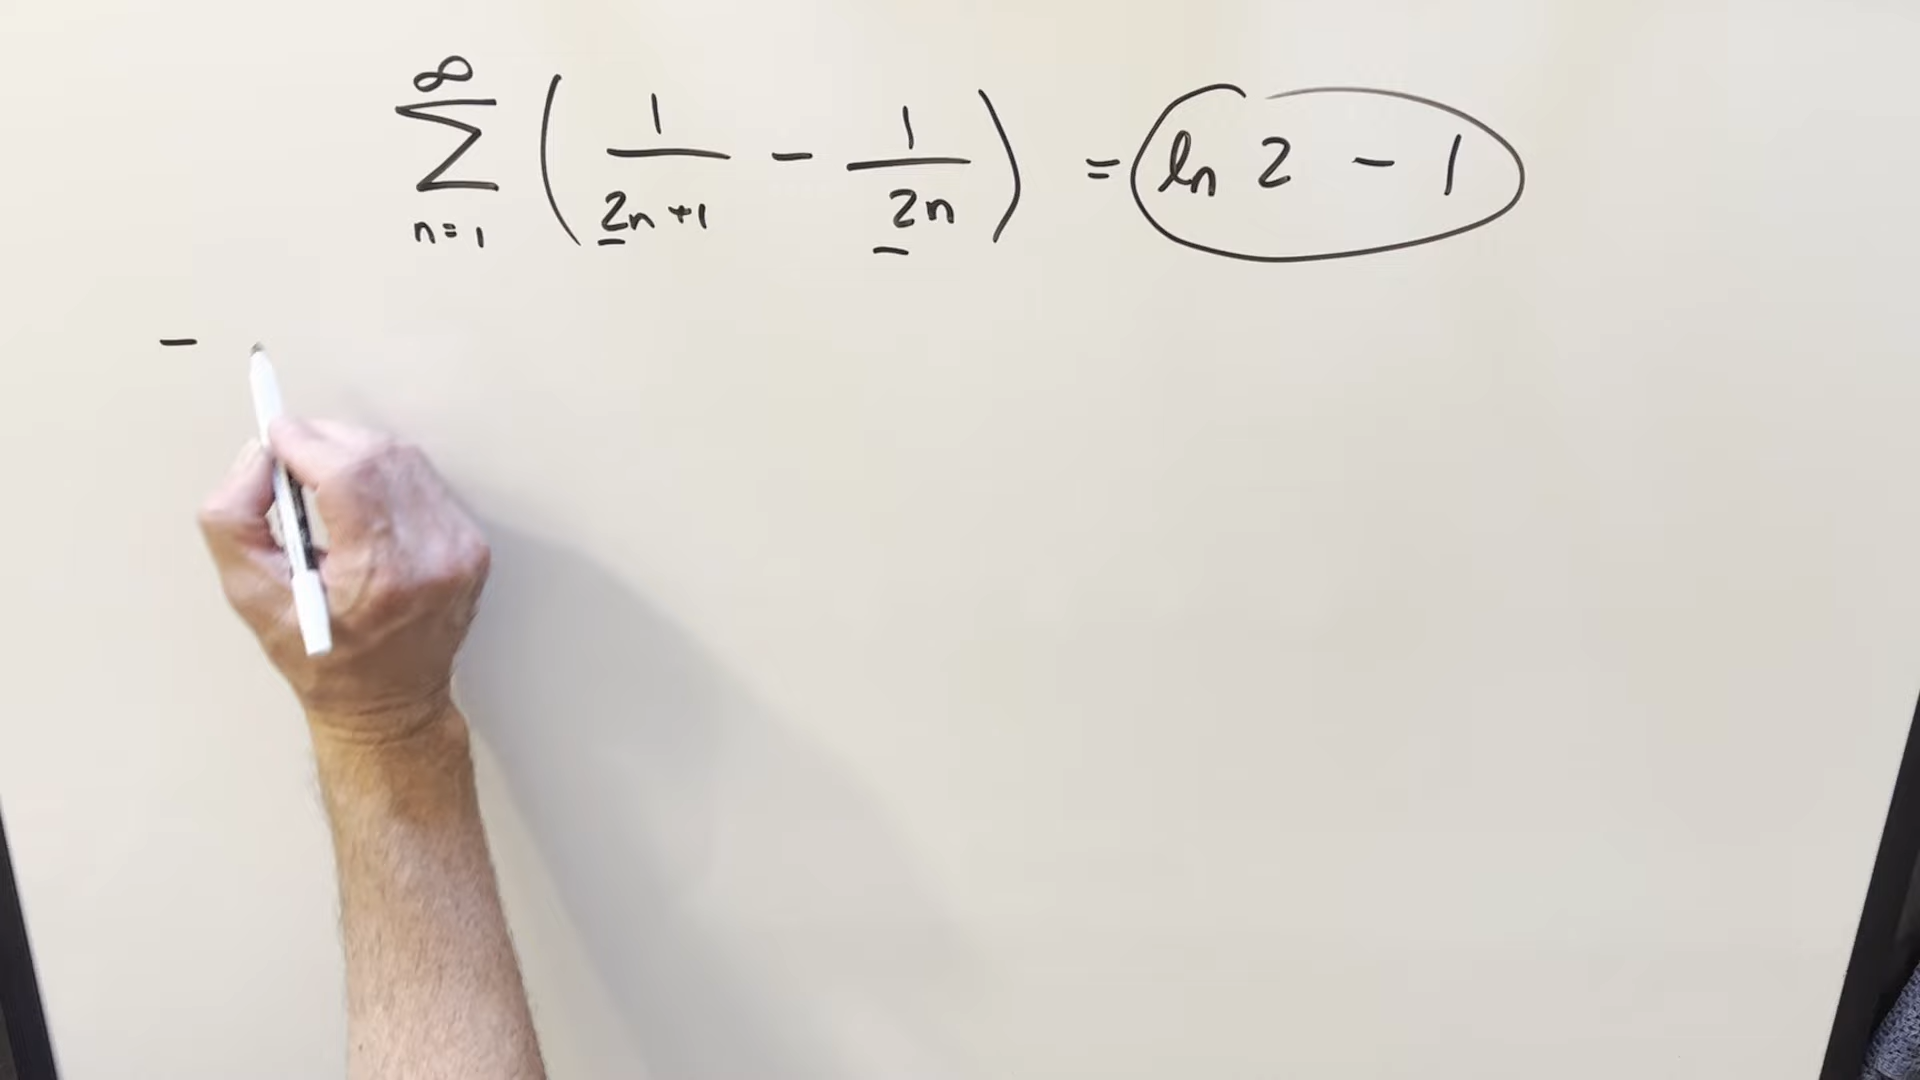 ∞
∑ ( 1/(2n+1) − 1/(2n) ) = ln 2 − 1
n=1
−